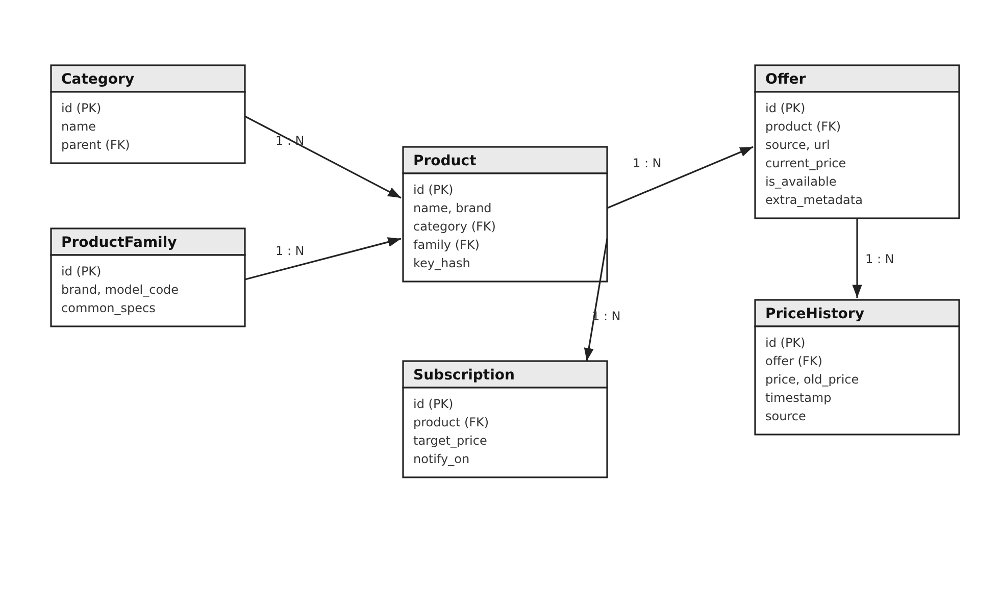 Category
id (PK)
name
parent (FK)
1 : N
ProductFamily
id (PK)
brand, model_code
common_specs
1 : N
Product
id (PK)
name, brand
category (FK)
family (FK)
key_hash
1 : N
Subscription
id (PK)
product (FK)
target_price
notify_on
1 : N
Offer
id (PK)
product (FK)
source, url
current_price
is_available
extra_metadata
1 : N
PriceHistory
id (PK)
offer (FK)
price, old_price
timestamp
source